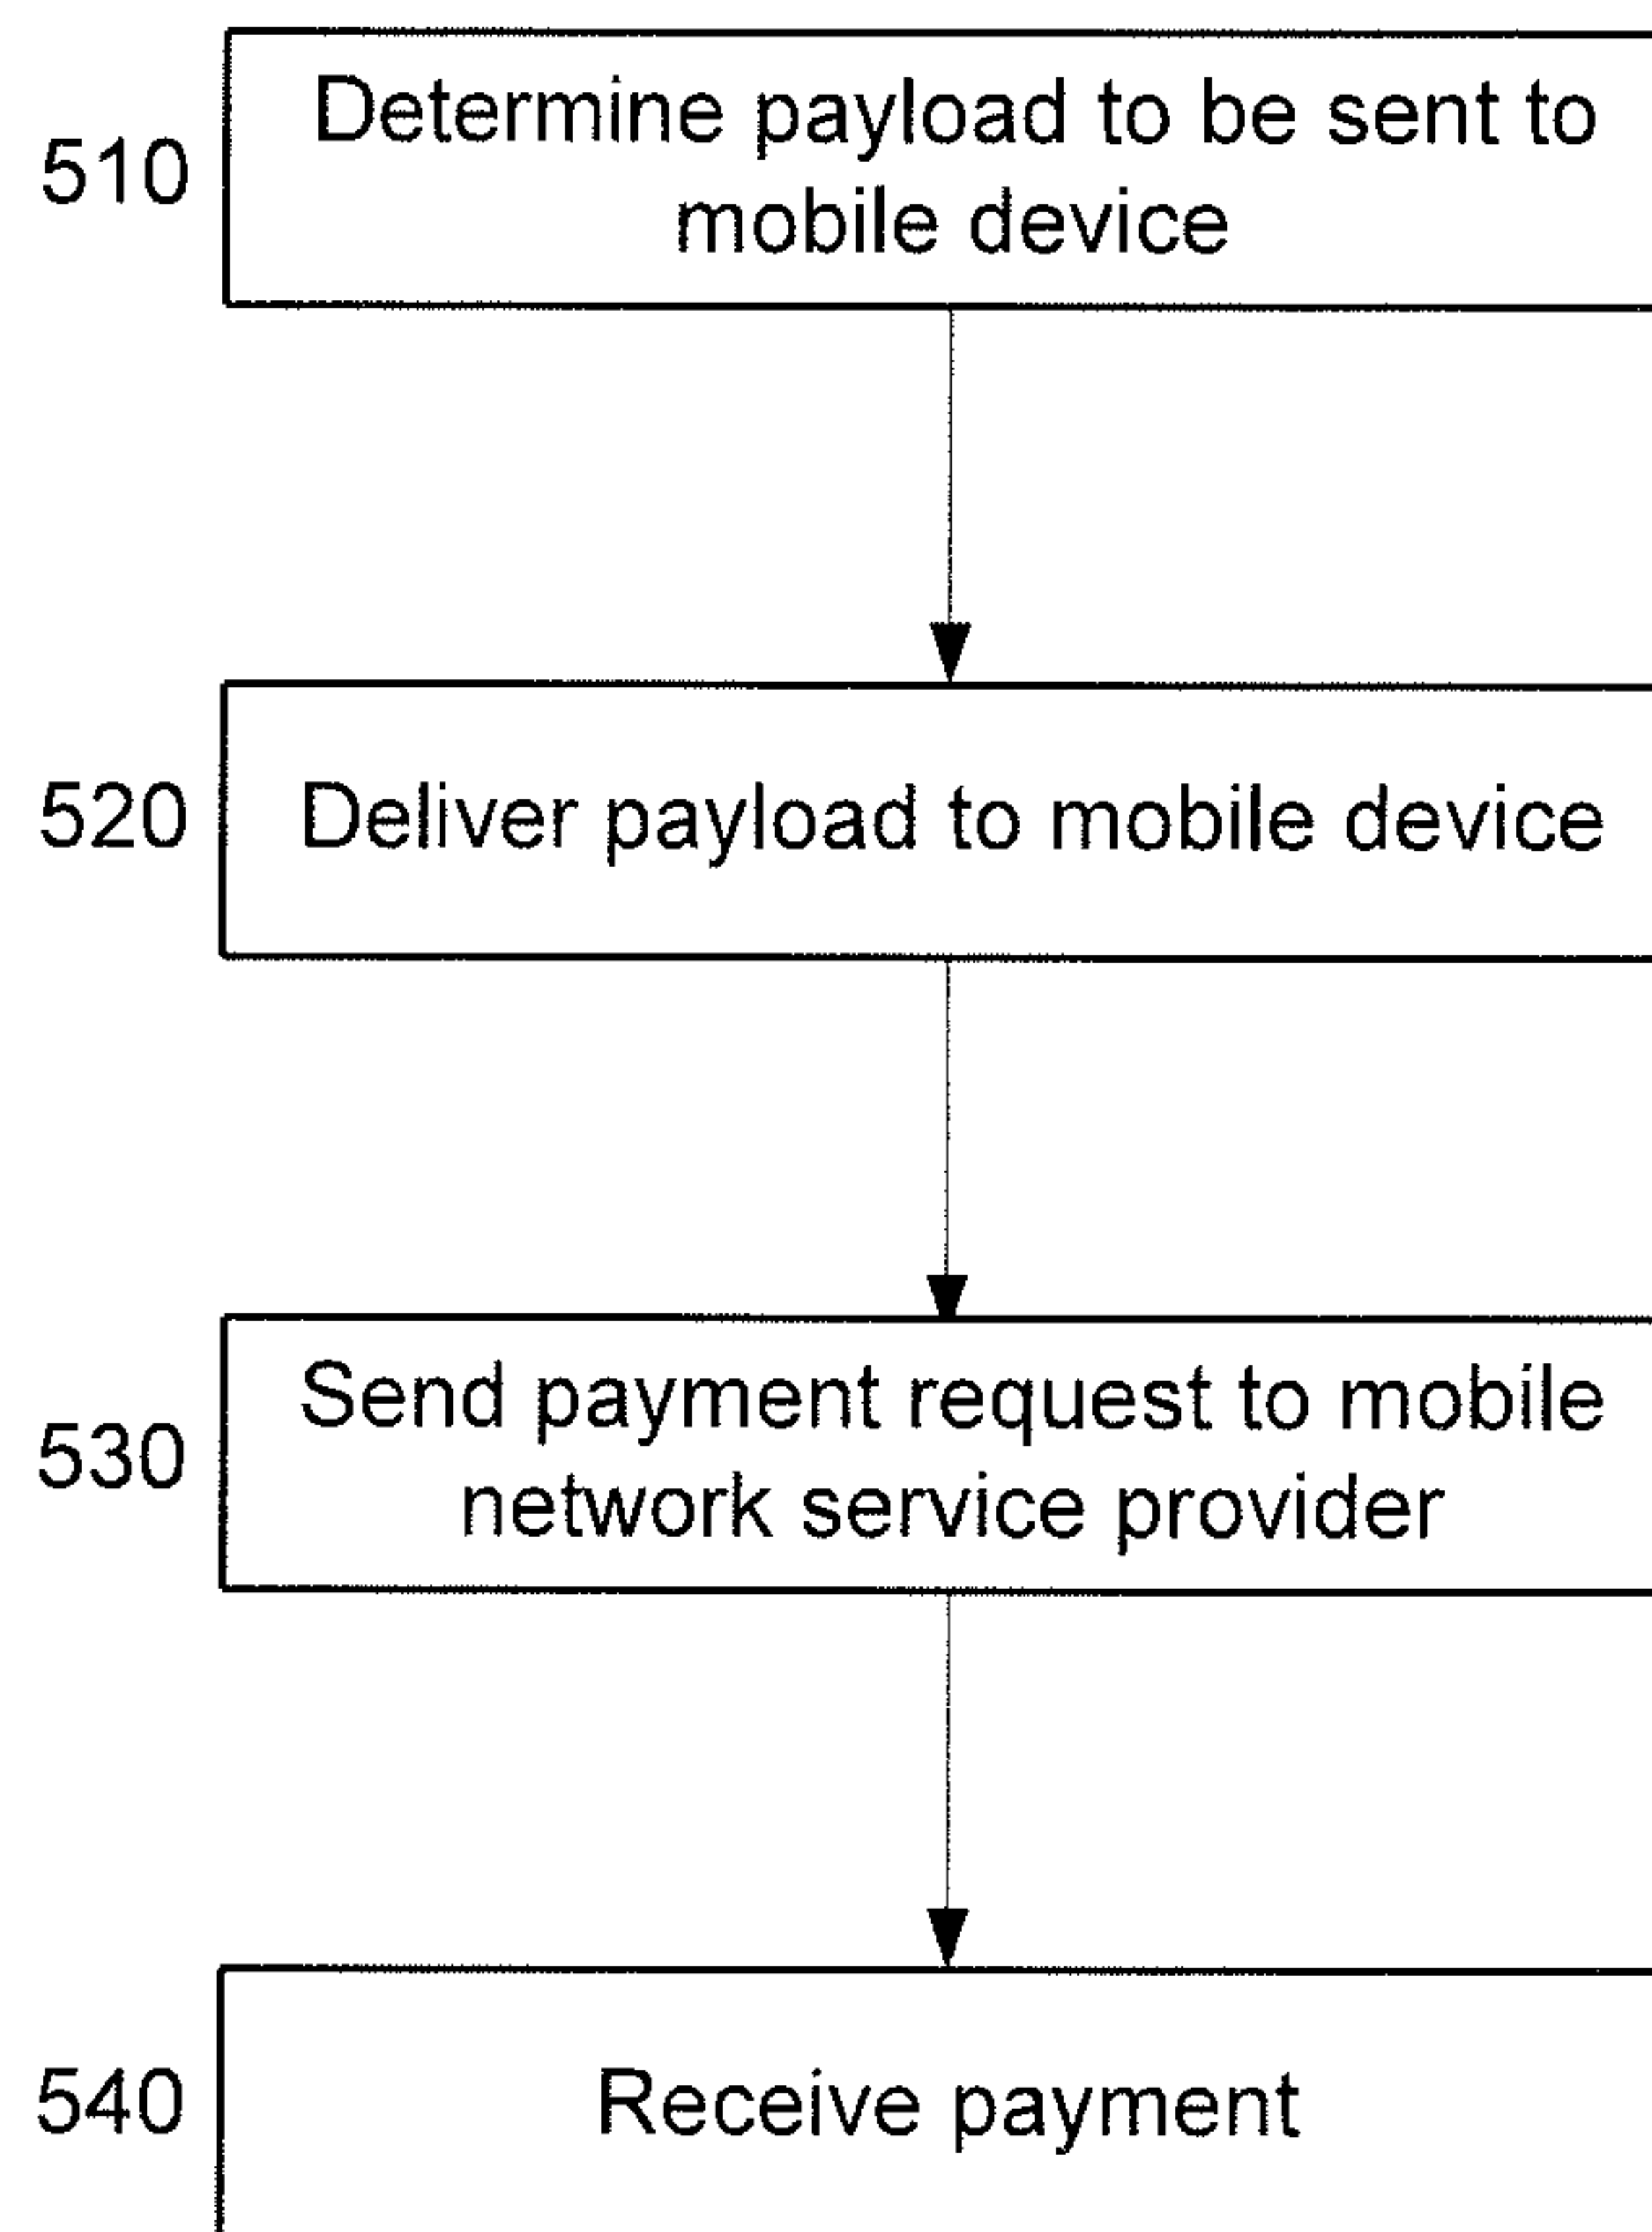 510
Determine payload to be sent to
mobile device
520
Deliver payload to mobile device
530
Send payment request to mobile
network service provider
540
Receive payment